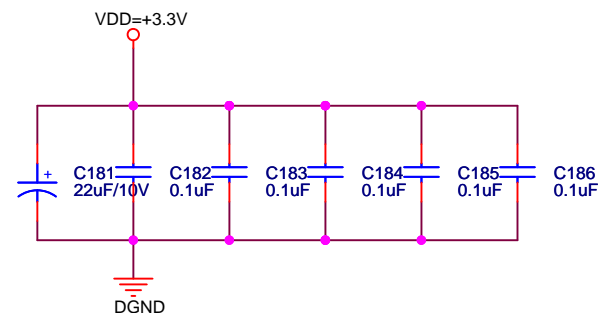 VDD=+3.3V
+
C181 C182 C183 C184 C185 C186
22uF/10V 0.1uF 0.1uF 0.1uF 0.1uF 0.1uF
DGND